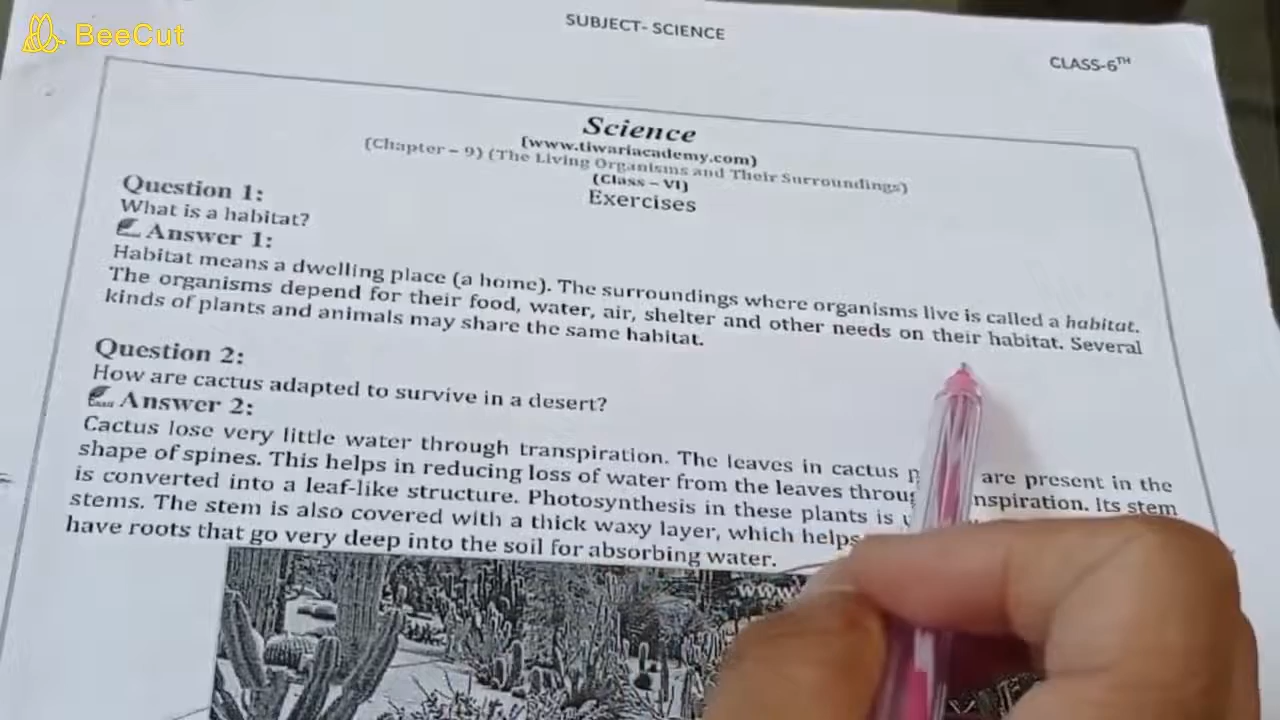 BeeCut
SUBJECT- SCIENCE
CLASS-6TH
Science
(www.tiwariacademy.com)
(Chapter – 9) (The Living Organisms and Their Surroundings)
(Class – VI)
Exercises
Question 1:
What is a habitat?
Answer 1:
Habitat means a dwelling place (a home). The surroundings where organisms live is called a habitat.
The organisms depend for their food, water, air, shelter and other needs on their habitat. Several
kinds of plants and animals may share the same habitat.
Question 2:
How are cactus adapted to survive in a desert?
Answer 2:
Cactus lose very little water through transpiration. The leaves in cactus are present in the
shape of spines. This helps in reducing loss of water from the leaves Its stem
is converted into a leaf-like structure. Photosynthesis in these plants is
stems. The stem is also covered with a thick waxy layer, which helps
have roots that go very deep into the soil for absorbing water.